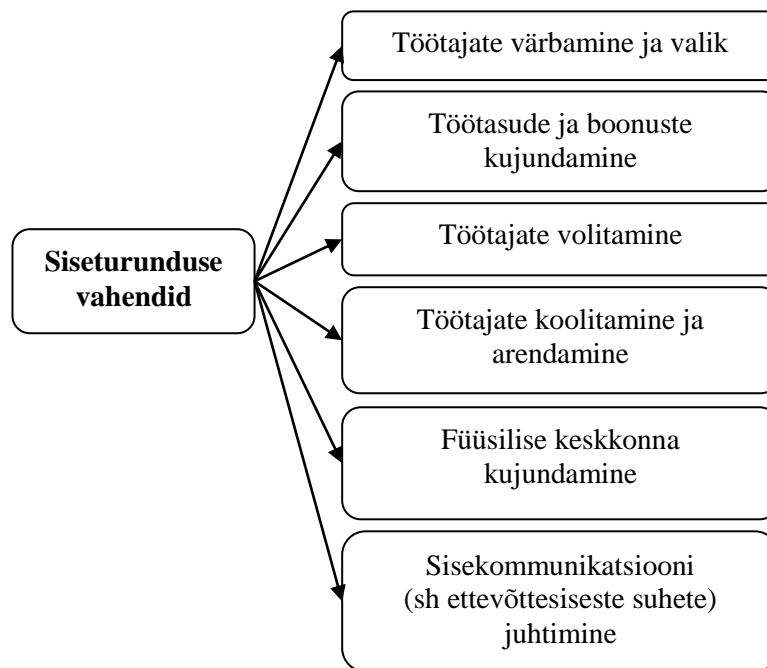 Töötajate värbamine ja valik
Töötasude ja boonuste
kujundamine
Töötajate volitamine
Siseturunduse
vahendid
Töötajate koolitamine ja
arendamine
Füüsilise keskkonna
kujundamine
Sisekommunikatsiooni
(sh ettevõttesiseste suhete)
juhtimine